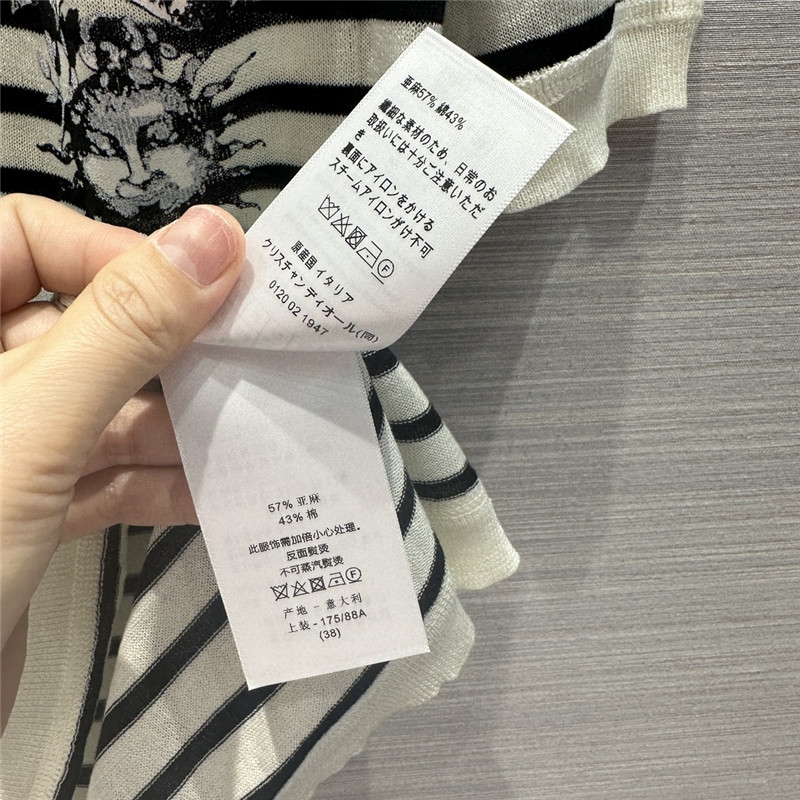 亜麻57% 綿43%
繊細な素材のため、日常のお
取扱いには十分ご注意いただ
き
裏面にアイロンをかける
スチームアイロンがけ不可
F
原産国 イタリア
クリスチャン ディオール(同)
0120 02 1947
57% 亚麻
43% 棉
此服饰需加倍小心处理。
反面熨烫
不可蒸汽熨烫
F
产地 - 意大利
上装 - 175/88A
(38)